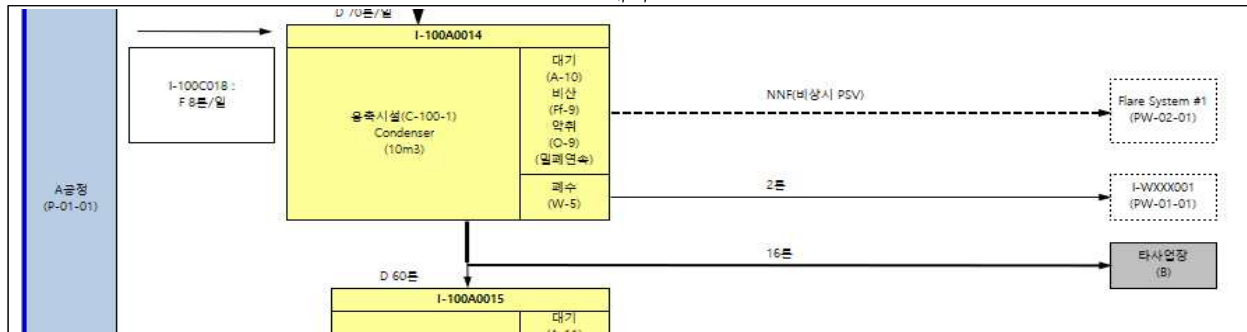 D 70톤/일
I-100A0014
I-100C018 :
F 8톤/일
응축시설(C-100-1)
Condenser
(10m3)
대기
(A-10)
비산
(Ff-9)
악취
(O-9)
(밀폐연속)
폐수
(W-5)
NNF(비상시 PSV)
Flare System #1
(PW-02-01)
2톤
I-WXXX001
(PW-01-01)
A공정
(P-01-01)
16톤
타사업장
(B)
D 60톤
I-100A0015
대기